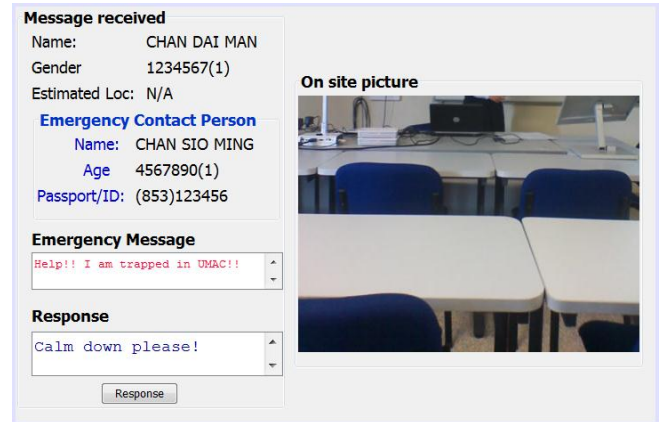 Message received
Name: CHAN DAI MAN
Gender 1234567(1)
Estimated Loc: N/A
Emergency Contact Person
Name: CHAN SIO MING
Age 4567890(1)
Passport/ID: (853)123456
Emergency Message
Help!! I am trapped in UMAC!!
Response
Calm down please!
Response
On site picture